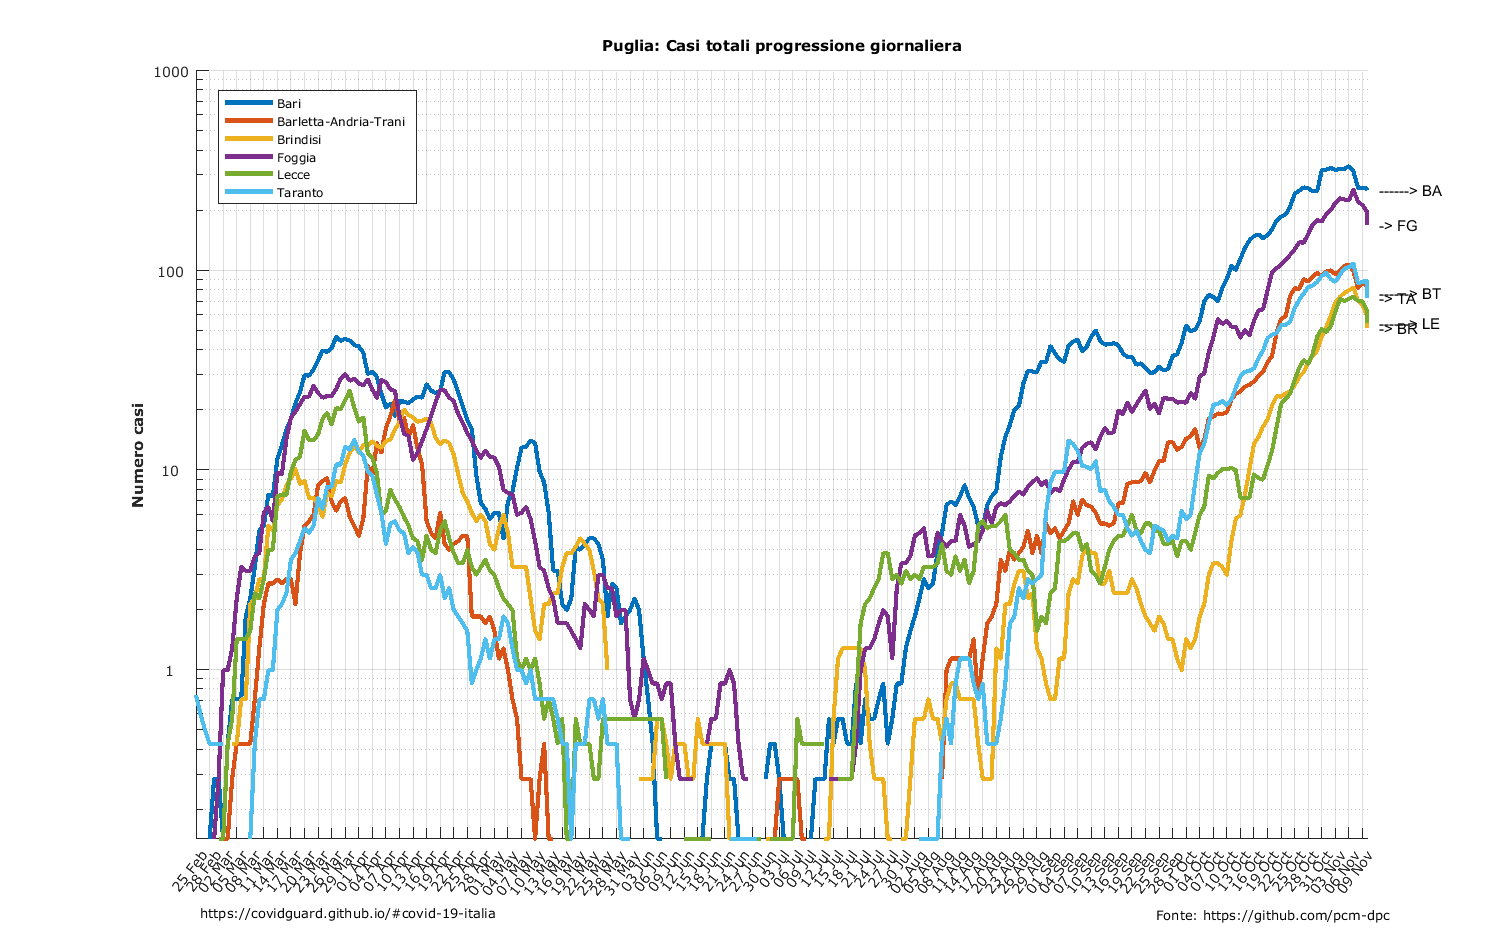 Puglia: Casi totali progressione giornaliera
1000
100
10
1
Numero casi
Bari
Barletta-Andria-Trani
Brindisi
Foggia
Lecce
Taranto
------> BA
-> FG
------> BT
-> TA
------> LE
-> BR
25 Feb
28 Feb
02 Mar
05 Mar
08 Mar
11 Mar
14 Mar
17 Mar
20 Mar
23 Mar
26 Mar
29 Mar
01 Apr
04 Apr
07 Apr
10 Apr
13 Apr
16 Apr
19 Apr
22 Apr
25 Apr
28 Apr
01 May
04 May
07 May
10 May
13 May
16 May
19 May
22 May
25 May
28 May
31 May
03 Jun
06 Jun
09 Jun
12 Jun
15 Jun
18 Jun
21 Jun
24 Jun
27 Jun
30 Jun
03 Jul
06 Jul
09 Jul
12 Jul
15 Jul
18 Jul
21 Jul
24 Jul
27 Jul
30 Jul
02 Aug
05 Aug
08 Aug
11 Aug
14 Aug
17 Aug
20 Aug
23 Aug
26 Aug
29 Aug
01 Sep
04 Sep
07 Sep
10 Sep
13 Sep
16 Sep
19 Sep
22 Sep
25 Sep
28 Sep
01 Oct
04 Oct
07 Oct
10 Oct
13 Oct
16 Oct
19 Oct
22 Oct
25 Oct
28 Oct
31 Oct
03 Nov
06 Nov
09 Nov
https://covidguard.github.io/#covid-19-italia
Fonte: https://github.com/pcm-dpc